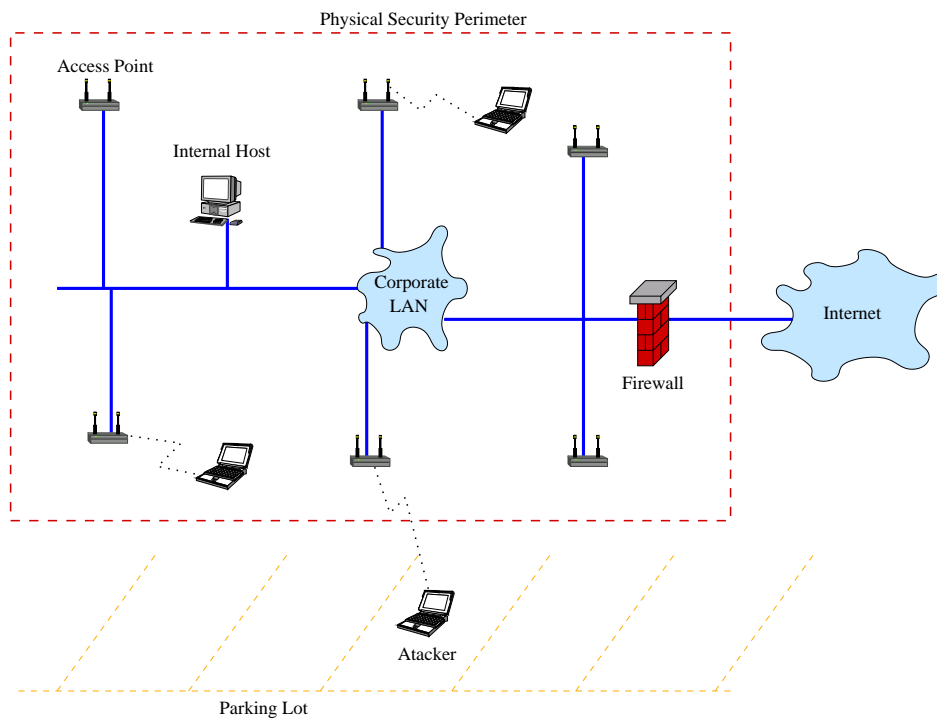 Physical Security Perimeter
Access Point
Internal Host
Corporate
LAN
Internet
Firewall
Atacker
Parking Lot